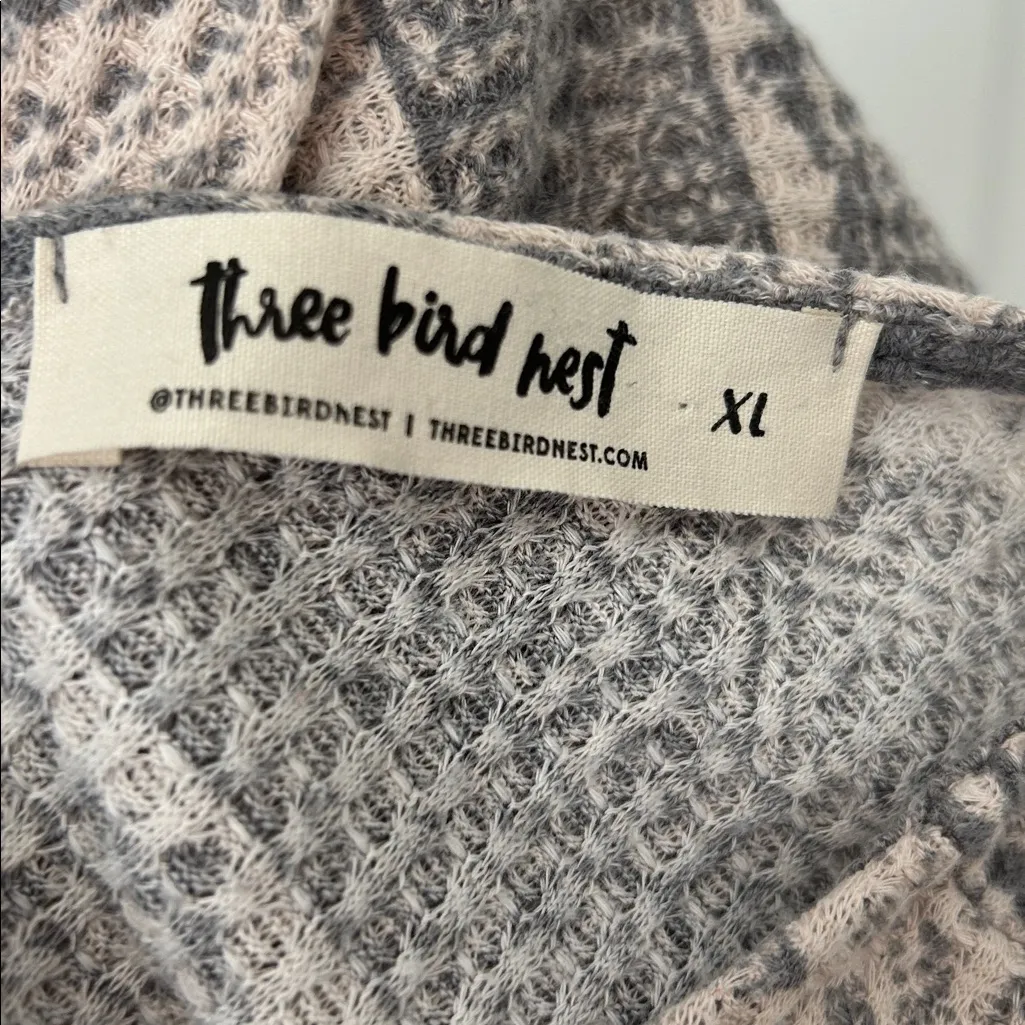 three bird nest
XL
@THREEBIRDNEST | THREEBIRDNEST.COM